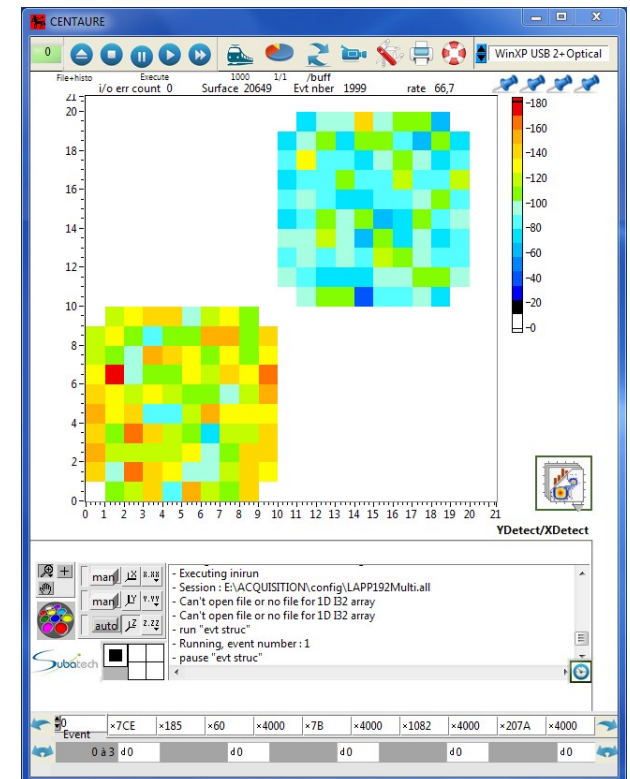 CENTAURE
0
WinXP USB 2+Optical
File+histo Execute 1000 1/1 /buff
i/o err count 0 Surface 20649 Evt nber 1999 rate 66,7
21
20
18
16
14
12
10
8
6
4
2
0
0 1 2 3 4 5 6 7 8 9 10 11 12 13 14 15 16 17 18 19 20 21
-180
-160
-140
-120
-100
-80
-60
-40
-20
-0
YDetect/XDetect
man X X.XX
man Y Y.YY
auto Z Z.ZZ
- Executing inirun
- Session : E:\ACQUISITION\config\LAPP192Multi.all
- Can't open file or no file for 1D I32 array
- Can't open file or no file for 1D I32 array
- run "evt struc"
- Running, event number : 1
- pause "evt struc"
Subatech
0 ×7CE ×185 ×60 ×4000 ×7B ×4000 ×1082 ×4000 ×207A ×4000
Event
0 à 3 d0 d0 d0 d0 d0